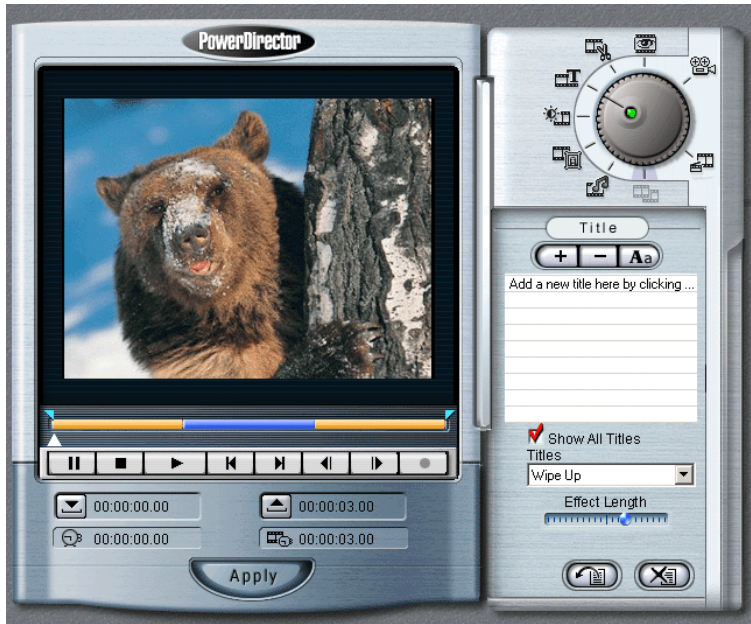 PowerDirector
Title
+ − Aa
Add a new title here by clicking ...
Show All Titles
Titles
Wipe Up
Effect Length
00:00:00.00
00:00:03.00
00:00:00.00
00:00:03.00
Apply